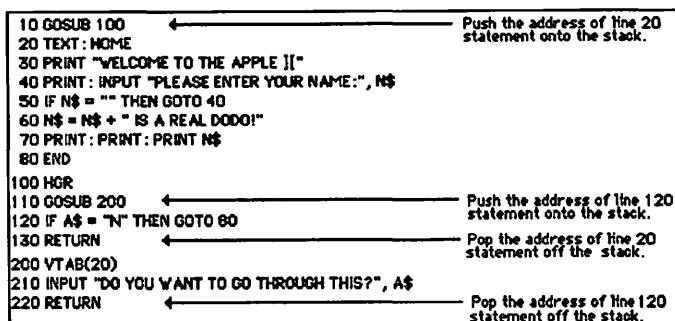 10 GOSUB 100
Push the address of line 20
statement onto the stack.
20 TEXT: HOME
30 PRINT "WELCOME TO THE APPLE ]["
40 PRINT: INPUT "PLEASE ENTER YOUR NAME:", N$
50 IF N$ = "" THEN GOTO 40
60 N$ = N$ + " IS A REAL DODO!"
70 PRINT: PRINT: PRINT N$
80 END
100 HGR
110 GOSUB 200
Push the address of line 120
statement onto the stack.
120 IF A$ = "N" THEN GOTO 80
130 RETURN
Pop the address of line 20
statement off the stack.
200 VTAB(20)
210 INPUT "DO YOU WANT TO GO THROUGH THIS?", A$
220 RETURN
Pop the address of line 120
statement off the stack.